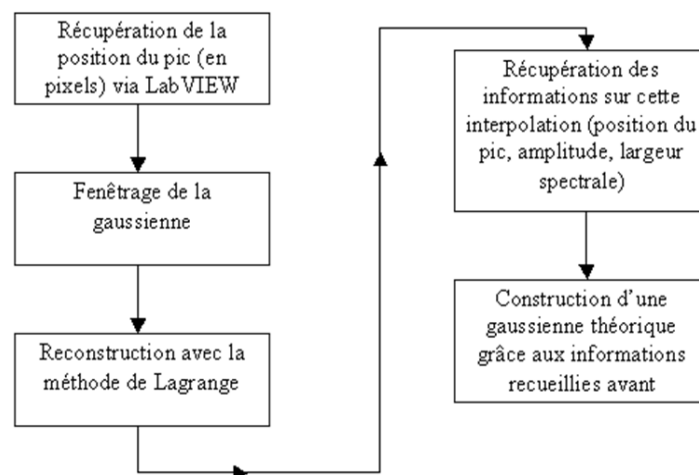 Récupération de la
position du pic (en
pixels) via LabVIEW
Fenêtrage de la
gaussienne
Reconstruction avec la
méthode de Lagrange
Récupération des
informations sur cette
interpolation (position du
pic, amplitude, largeur
spectrale)
Construction d'une
gaussienne théorique
grâce aux informations
recueillies avant